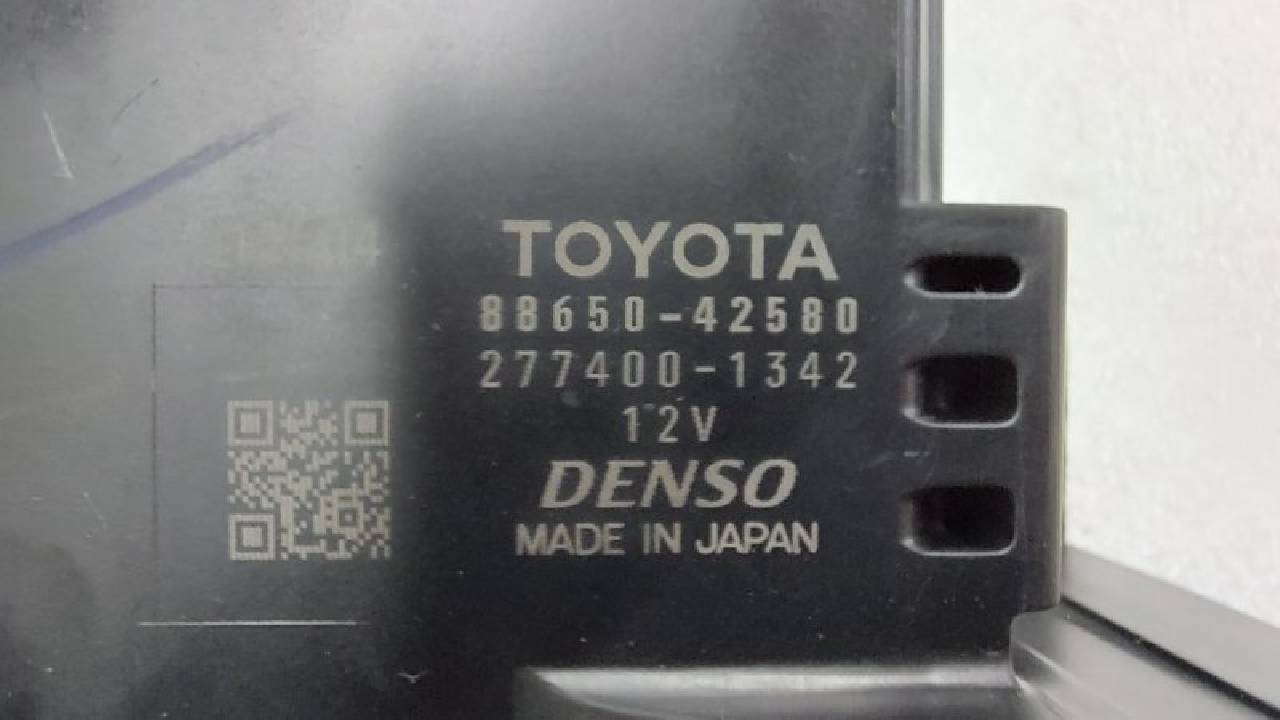 TOYOTA
88650-42580
277400-1342
12V
DENSO
MADE IN JAPAN